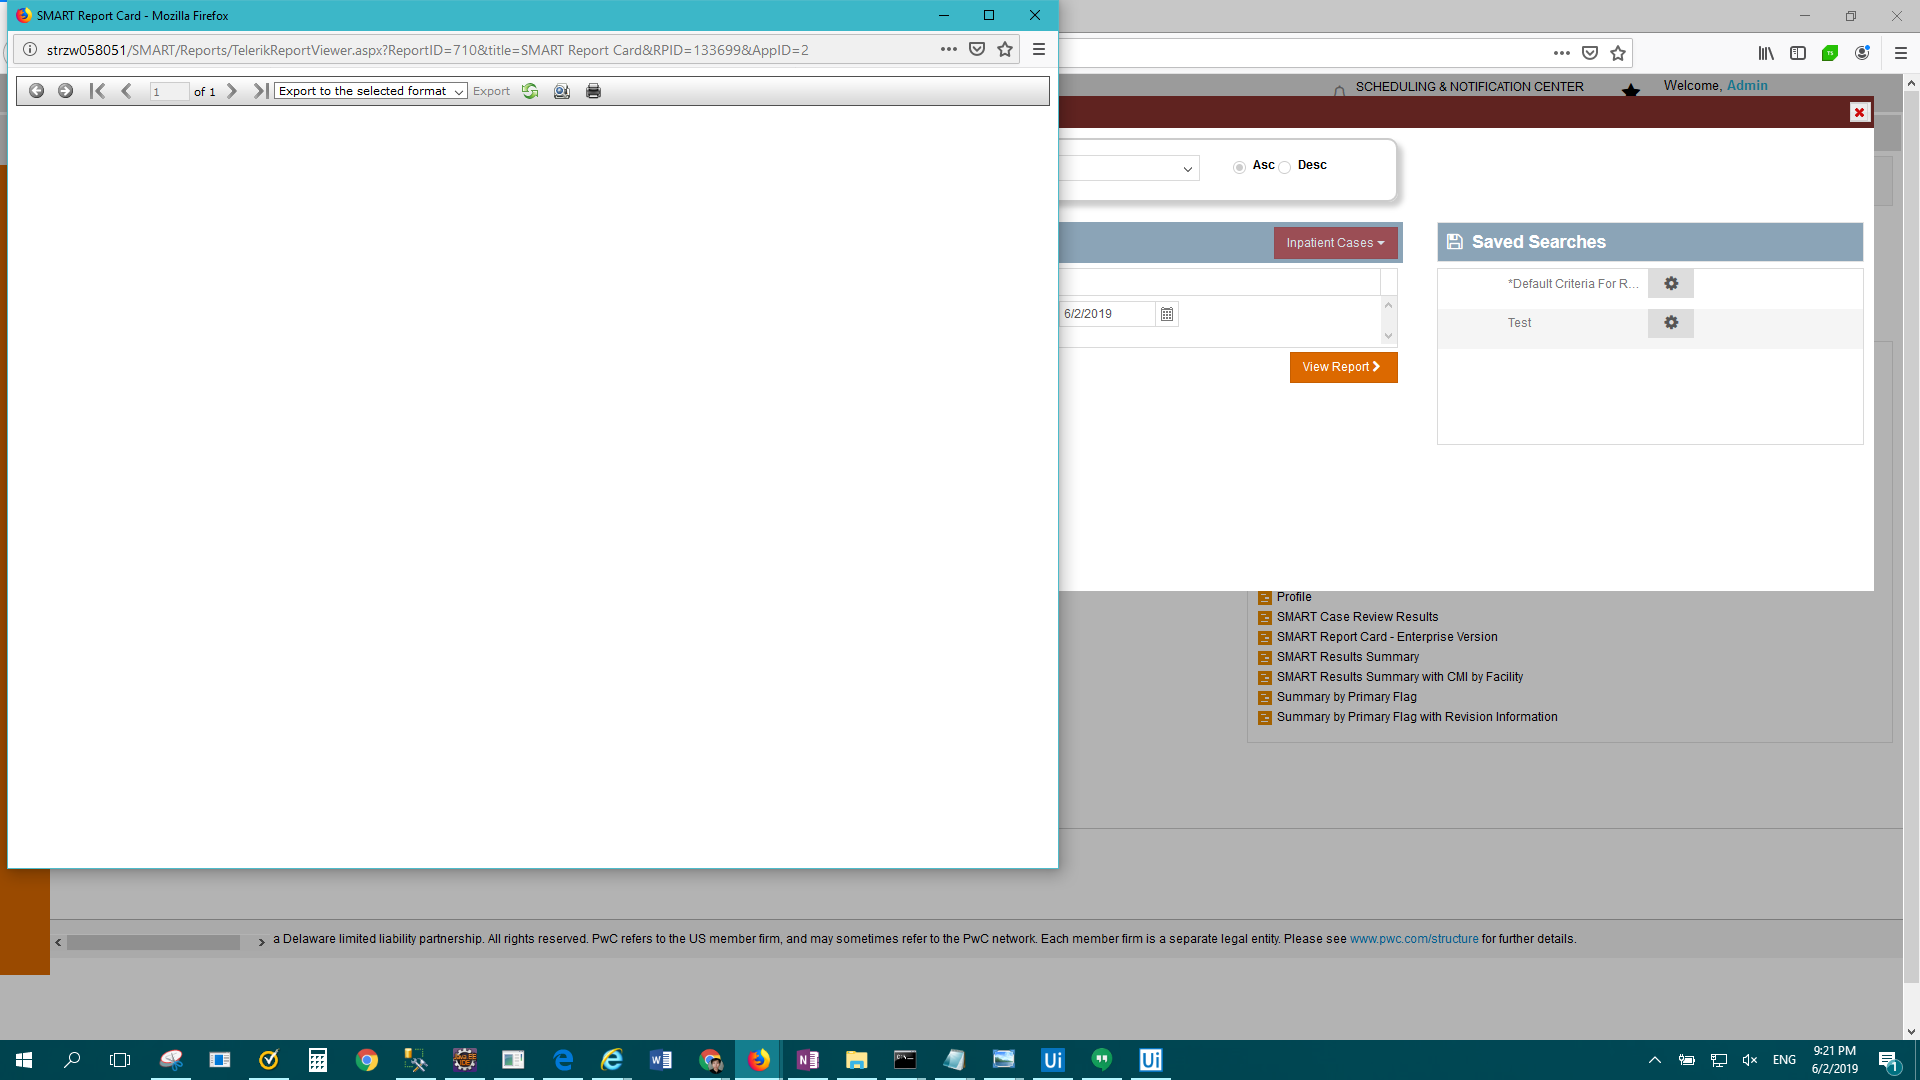 SMART Report Card - Mozilla Firefox
strzw058051/SMART/Reports/TelerikReportViewer.aspx?ReportID=710&title=SMART Report Card&RPID=133699&AppID=2
1 of 1 Export to the selected format Export
SCHEDULING & NOTIFICATION CENTER Welcome, Admin
Asc Desc
Inpatient Cases
Saved Searches
*Default Criteria For R...
6/2/2019
Test
View Report
Profile
SMART Case Review Results
SMART Report Card - Enterprise Version
SMART Results Summary
SMART Results Summary with CMI by Facility
Summary by Primary Flag
Summary by Primary Flag with Revision Information
a Delaware limited liability partnership. All rights reserved. PwC refers to the US member firm, and may sometimes refer to the PwC network. Each member firm is a separate legal entity. Please see www.pwc.com/structure for further details.
ENG
9:21 PM
6/2/2019
1